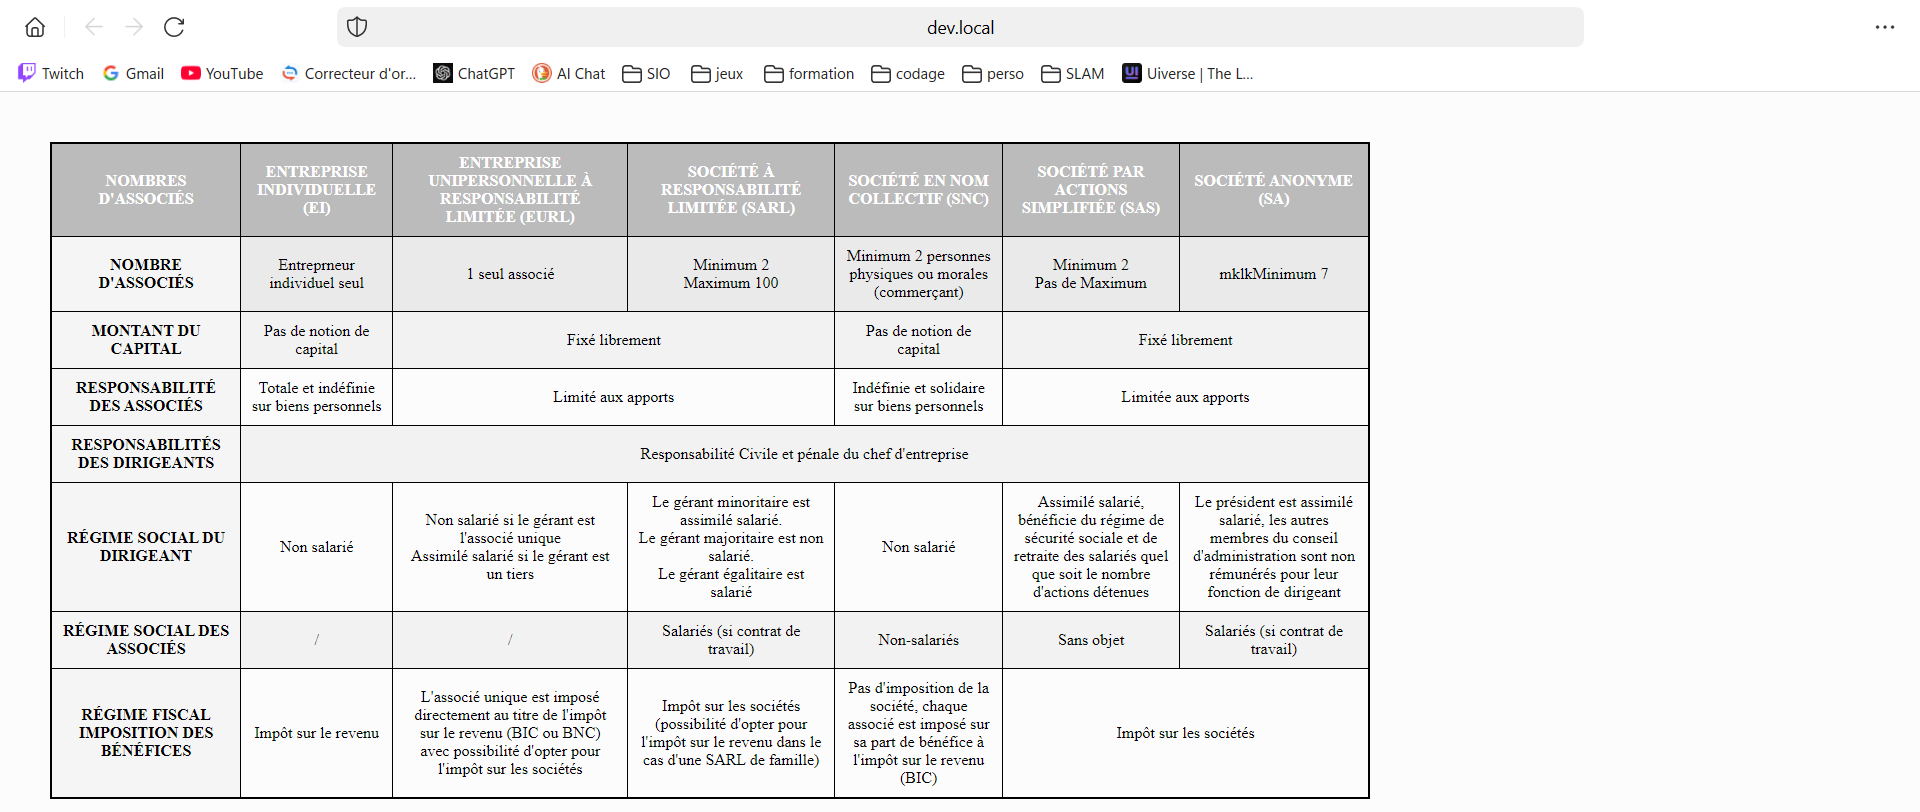 dev.local
Twitch
Gmail
YouTube
Correcteur d'or...
ChatGPT
AI Chat
SIO
jeux
formation
codage
perso
SLAM
UI
Uiverse | The L...
NOMBRES
D'ASSOCIÉS
ENTREPRISE
INDIVIDUELLE
(EI)
ENTREPRISE
UNIPERSONNELLE À
RESPONSABILITÉ
LIMITÉE (EURL)
SOCIÉTÉ À
RESPONSABILITÉ
LIMITÉE (SARL)
SOCIÉTÉ EN NOM
COLLECTIF (SNC)
SOCIÉTÉ PAR
ACTIONS
SIMPLIFIÉE (SAS)
SOCIÉTÉ ANONYME
(SA)
NOMBRE
D'ASSOCIÉS
Entreprneur
individuel seul
1 seul associé
Minimum 2
Maximum 100
Minimum 2 personnes
physiques ou morales
(commerçant)
Minimum 2
Pas de Maximum
mklkMinimum 7
MONTANT DU
CAPITAL
Pas de notion de
capital
Fixé librement
Pas de notion de
capital
Fixé librement
RESPONSABILITÉ
DES ASSOCIÉS
Totale et indéfinie
sur biens personnels
Limité aux apports
Indéfinie et solidaire
sur biens personnels
Limitée aux apports
RESPONSABILITÉS
DES DIRIGEANTS
Responsabilité Civile et pénale du chef d'entreprise
RÉGIME SOCIAL DU
DIRIGEANT
Non salarié
Non salarié si le gérant est
l'associé unique
Assimilé salarié si le gérant est
un tiers
Le gérant minoritaire est
assimilé salarié.
Le gérant majoritaire est non
salarié.
Le gérant égalitaire est
salarié
Non salarié
Assimilé salarié,
bénéficie du régime de
sécurité sociale et de
retraite des salariés quel
que soit le nombre
d'actions détenues
Le président est assimilé
salarié, les autres
membres du conseil
d'administration sont non
rémunérés pour leur
fonction de dirigeant
RÉGIME SOCIAL DES
ASSOCIÉS
/
/
Salariés (si contrat de
travail)
Non-salariés
Sans objet
Salariés (si contrat de
travail)
RÉGIME FISCAL
IMPOSITION DES
BÉNÉFICES
Impôt sur le revenu
L'associé unique est imposé
directement au titre de l'impôt
sur le revenu (BIC ou BNC)
avec possibilité d'opter pour
l'impôt sur les sociétés
Impôt sur les sociétés
(possibilité d'opter pour
l'impôt sur le revenu dans le
cas d'une SARL de famille)
Pas d'imposition de la
société, chaque
associé est imposé sur
sa part de bénéfice à
l'impôt sur le revenu
(BIC)
Impôt sur les sociétés